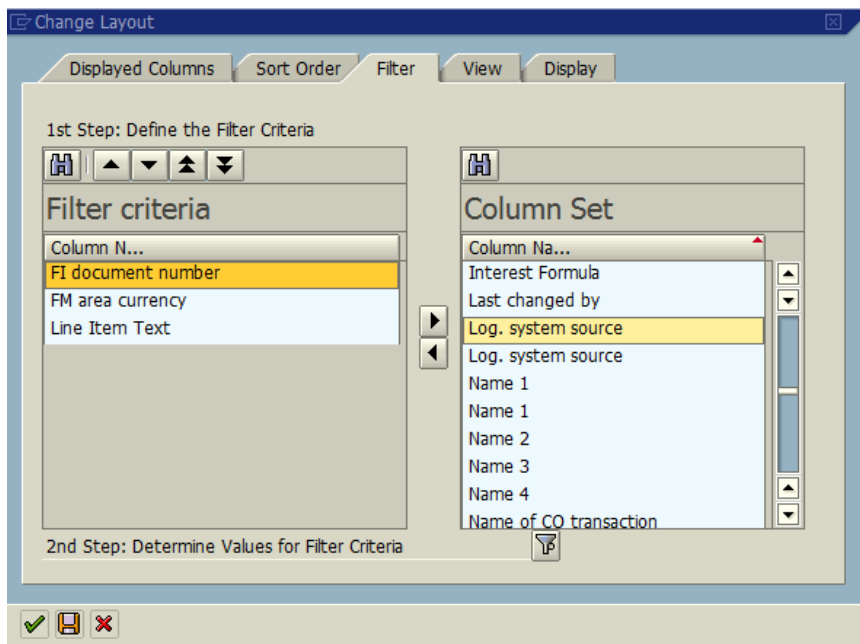 Change Layout
Displayed Columns
Sort Order
Filter
View
Display
1st Step: Define the Filter Criteria
Filter criteria
Column N...
FI document number
FM area currency
Line Item Text
Column Set
Column Na...
Interest Formula
Last changed by
Log. system source
Log. system source
Name 1
Name 1
Name 2
Name 3
Name 4
Name of CO transaction
2nd Step: Determine Values for Filter Criteria